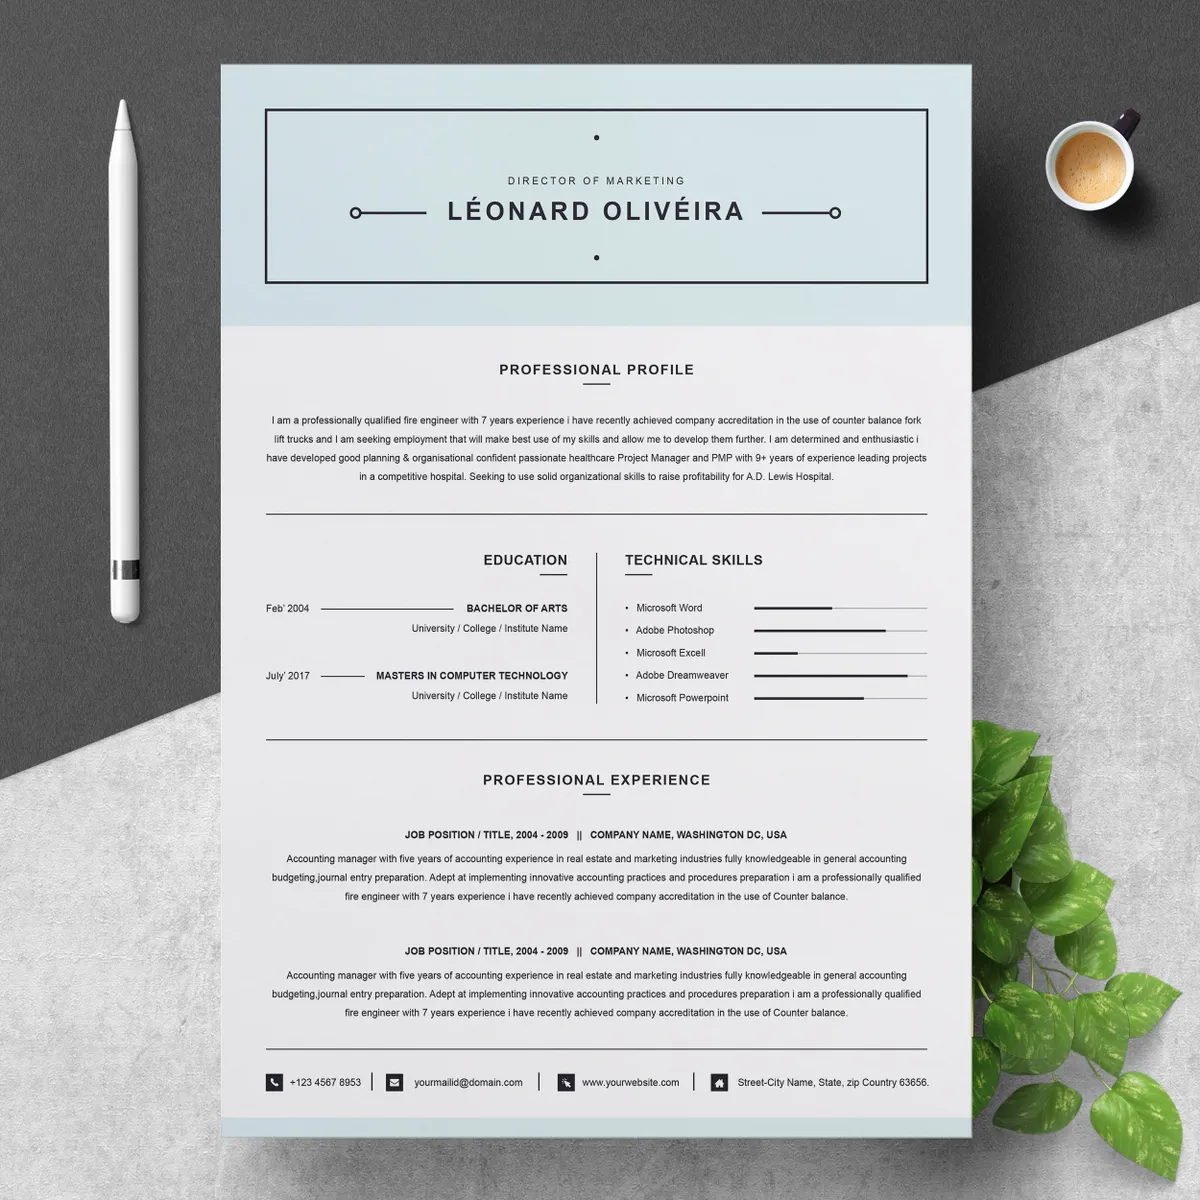 DIRECTOR OF MARKETING
LÉONARD OLIVÉIRA
PROFESSIONAL PROFILE
I am a professionally qualified fire engineer with 7 years experience i have recently achieved company accreditation in the use of counter balance fork
lift trucks and I am seeking employment that will make best use of my skills and allow me to develop them further. I am determined and enthusiastic i
have developed good planning & organisational confident passionate healthcare Project Manager and PMP with 9+ years of experience leading projects
in a competitive hospital. Seeking to use solid organizational skills to raise profitability for A.D. Lewis Hospital.
EDUCATION
Feb' 2004 BACHELOR OF ARTS
University / College / Institute Name
July' 2017 MASTERS IN COMPUTER TECHNOLOGY
University / College / Institute Name
TECHNICAL SKILLS
• Microsoft Word
• Adobe Photoshop
• Microsoft Excell
• Adobe Dreamweaver
• Microsoft Powerpoint
PROFESSIONAL EXPERIENCE
JOB POSITION / TITLE, 2004 - 2009 || COMPANY NAME, WASHINGTON DC, USA
Accounting manager with five years of accounting experience in real estate and marketing industries fully knowledgeable in general accounting
budgeting,journal entry preparation. Adept at implementing innovative accounting practices and procedures preparation i am a professionally qualified
fire engineer with 7 years experience i have recently achieved company accreditation in the use of Counter balance.
JOB POSITION / TITLE, 2004 - 2009 || COMPANY NAME, WASHINGTON DC, USA
Accounting manager with five years of accounting experience in real estate and marketing industries fully knowledgeable in general accounting
budgeting,journal entry preparation. Adept at implementing innovative accounting practices and procedures preparation i am a professionally qualified
fire engineer with 7 years experience i have recently achieved company accreditation in the use of Counter balance.
+123 4567 8953 | yourmailid@domain.com | www.yourwebsite.com | Street-City Name, State, zip Country 63656.